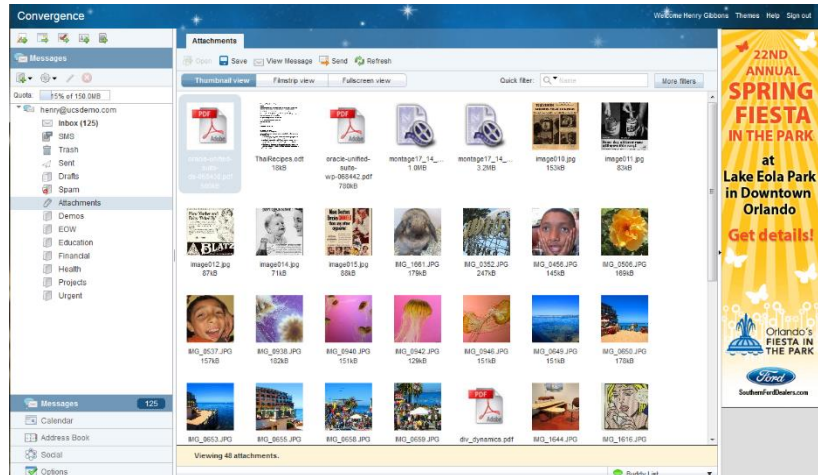 Convergence
Welcome Henry Gibbons Themes Help Sign out
Messages
Quota: 15% of 150.0MB
henry@ucsdemo.com
Inbox (125)
SMS
Trash
Sent
Drafts
Spam
Attachments
Demos
EOW
Education
Financial
Health
Projects
Urgent
Messages 125
Calendar
Address Book
Social
Options
Attachments
Open Save View Message Send Refresh
Thumbnail view Filmstrip view Fullscreen view Quick filter: Name More filters
ThaiRecipes.odt
18kB
oracle-unified-suite-wp-068442.pdf
780kB
montage17_14_...
1.0MB
montage17_14_...
3.2MB
image010.jpg
153kB
image011.jpg
83kB
image012.jpg
87kB
image014.jpg
71kB
image015.jpg
88kB
IMG_1661.JPG
179kB
IMG_0352.JPG
247kB
IMG_0456.JPG
145kB
IMG_0506.JPG
169kB
IMG_0537.JPG
157kB
IMG_0938.JPG
182kB
IMG_0940.JPG
151kB
IMG_0942.JPG
129kB
IMG_0946.JPG
151kB
IMG_0649.JPG
151kB
IMG_0650.JPG
178kB
IMG_0653.JPG
IMG_0655.JPG
IMG_0658.JPG
IMG_0659.JPG
div_dynamics.pdf
IMG_1644.JPG
IMG_1616.JPG
Viewing 48 attachments.
Buddy List
22ND
ANNUAL
SPRING
FIESTA
IN THE PARK
at
Lake Eola Park
in Downtown
Orlando
Get details!
Orlando's
FIESTA IN
THE PARK
Ford
SouthernFordDealers.com